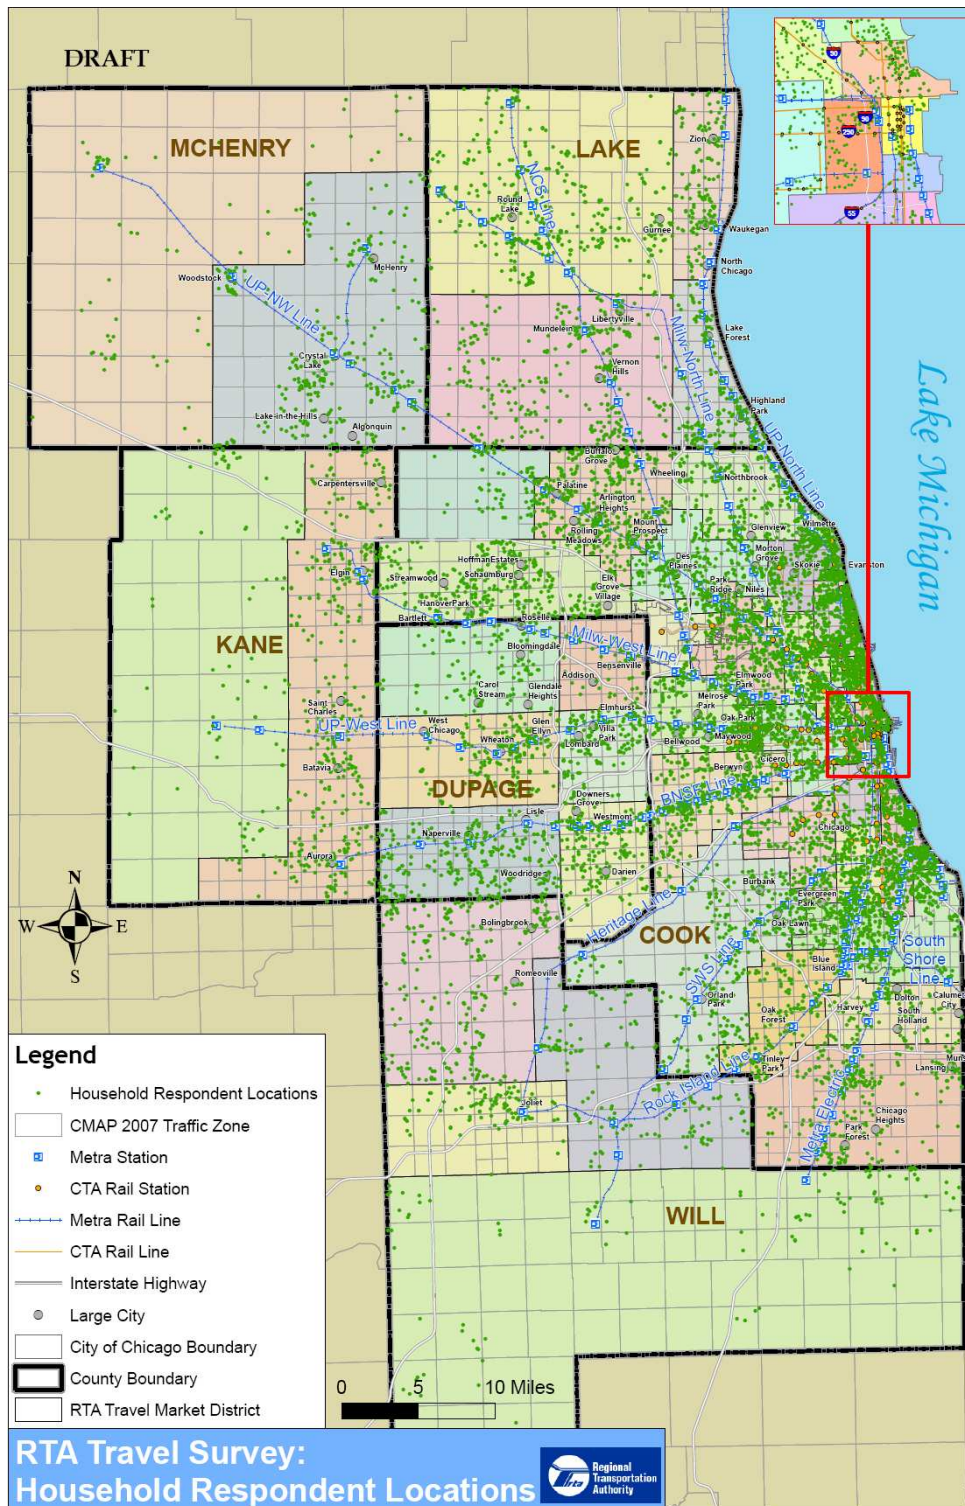 DRAFT
MCHENRY
LAKE
Zion
NCS Line
Round
Lake
Gurnee
Waukegan
North
Chicago
McHenry
Woodstock
UP-NW Line
Libertyville
Mundelein
Milw-North Line
Lake
Forest
Crystal
Lake
Vernon
Hills
Highland
Park
Lake-in-the-Hills
Algonquin
UP-North Line
Buffalo
Grove
Wheeling
Northbrook
Carpentersville
Palatine
Arlington
Heights
Rolling
Meadows
Mount
Prospect
Glenview
Wilmette
Morton
Grove
Skokie
Evanston
Hoffman Estates
Schaumburg
Streamwood
Elgin
Des
Plaines
Elk
Grove
Village
Park
Ridge
Niles
Hanover Park
Bartlett
Roselle
KANE
Milw-West Line
Bloomingdale
Bensenville
Addison
Elmwood
Park
Carol
Stream
Glendale
Heights
Melrose
Park
Saint
Charles
UP-West Line
West
Chicago
Wheaton
Glen
Ellyn
Elmhurst
Villa
Park
Lombard
Oak Park
Maywood
Bellwood
Berwyn
Cicero
Batavia
DUPAGE
Downers
Grove
BNSF Line
Lisle
Westmont
Naperville
Chicago
Aurora
Woodridge
Darien
Burbank
Evergreen
Park
Oak Lawn
Bolingbrook
Heritage Line
COOK
SWS Line
South
Shore
Line
Blue
Island
Romeoville
Orland
Park
Oak
Forest
Harvey
Dolton
South
Holland
Calumet
City
Tinley
Park
Lansing
Rock Island Line
Joliet
Metra Electric
Chicago
Heights
Park
Forest
WILL
Lake Michigan
90
90
290
55
N
W
E
S
Legend
Household Respondent Locations
CMAP 2007 Traffic Zone
Metra Station
CTA Rail Station
Metra Rail Line
CTA Rail Line
Interstate Highway
Large City
City of Chicago Boundary
County Boundary
RTA Travel Market District
0 5 10 Miles
RTA Travel Survey:
Household Respondent Locations
rta
Regional
Transportation
Authority